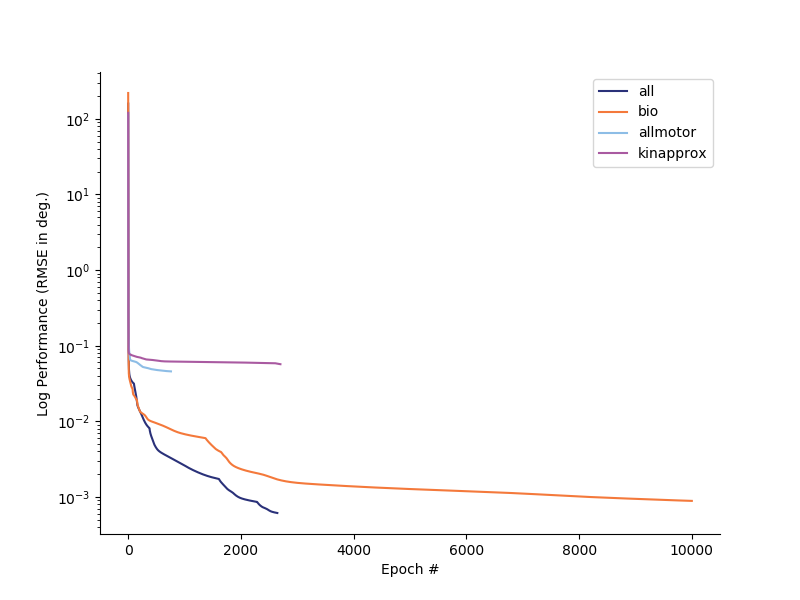 all
bio
allmotor
kinapprox
Log Performance (RMSE in deg.)
10²
10¹
10⁰
10⁻¹
10⁻²
10⁻³
0 2000 4000 6000 8000 10000
Epoch #